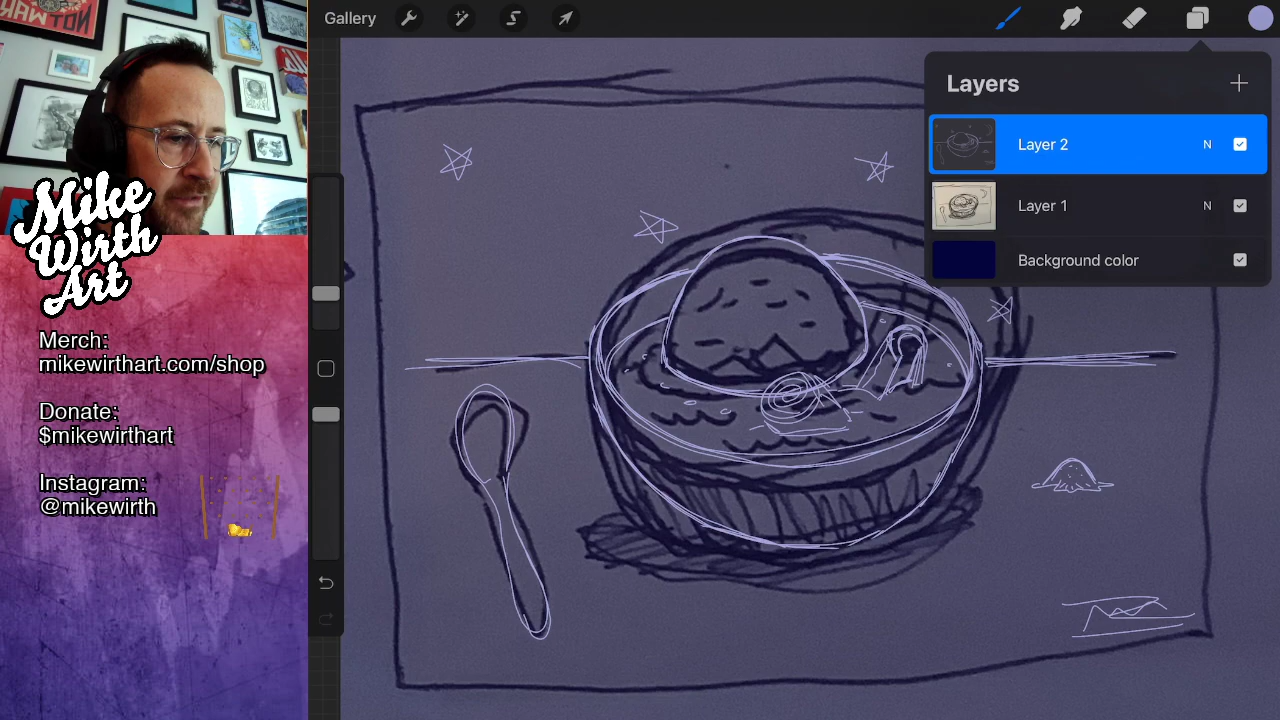 Gallery
Layers
Layer 2
N
Layer 1
N
Background color
Mike
Wirth
Art
Merch:
mikewirthart.com/shop
Donate:
$mikewirthart
Instagram:
@mikewirth